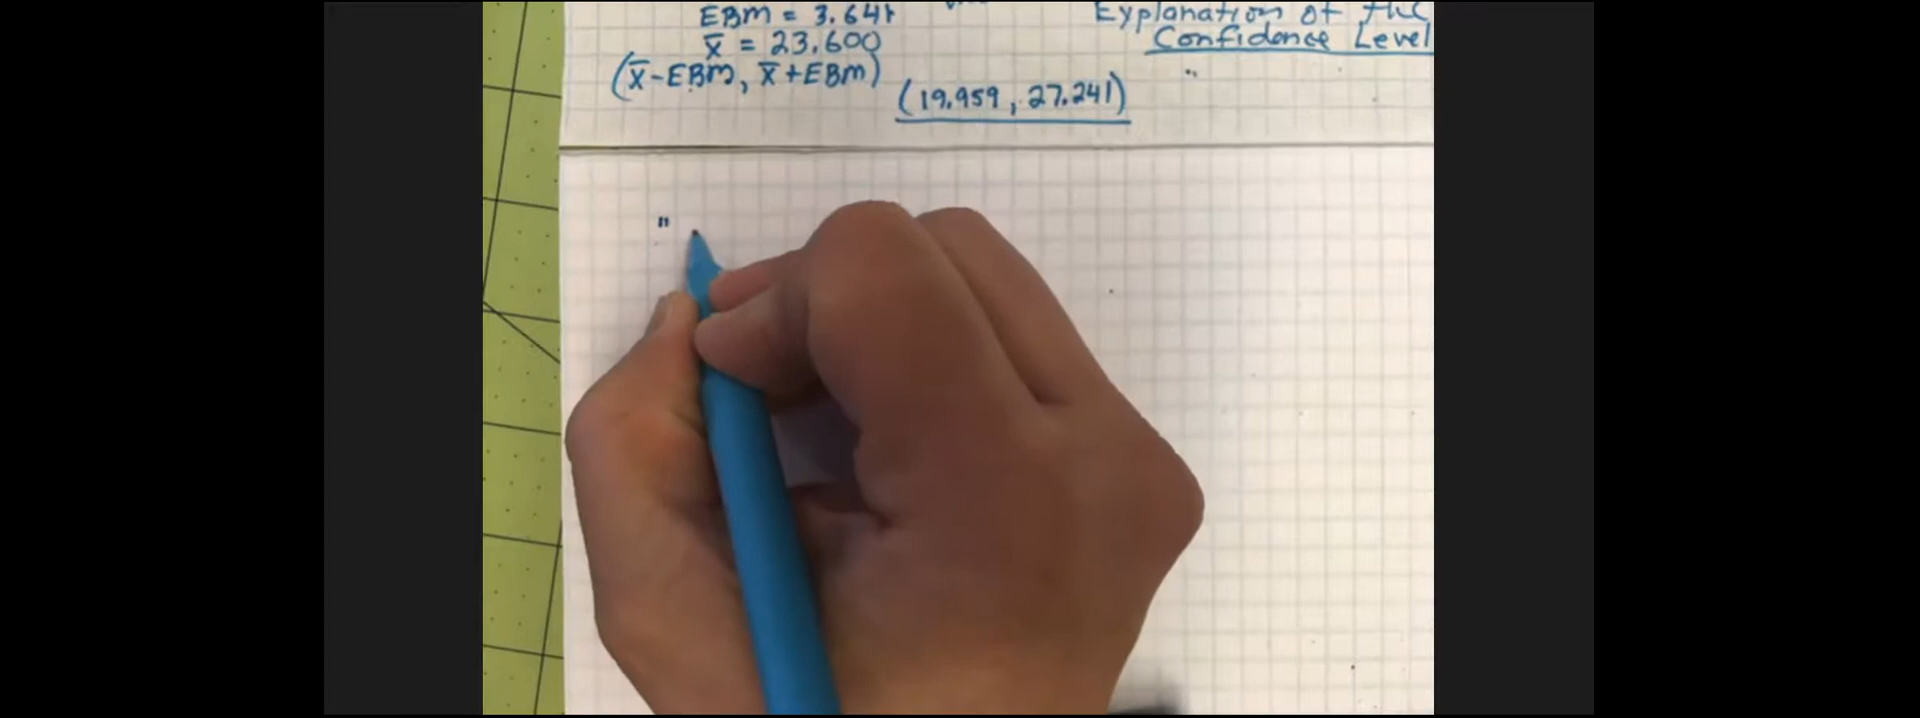 EBM = 3.641
x̄ = 23.600
(x̄-EBM, x̄+EBM)
(19.959, 27.241)
Explanation of the
Confidence Level
"
"